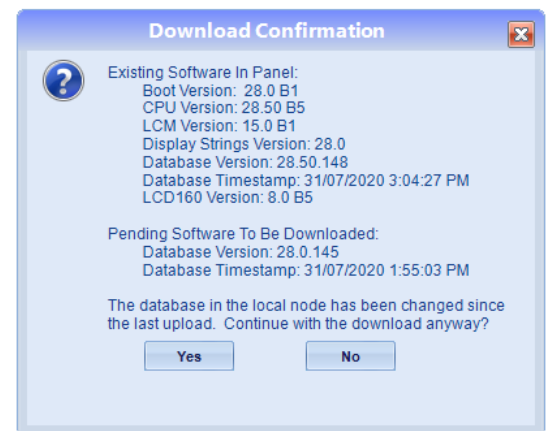 Download Confirmation
Existing Software In Panel:
Boot Version: 28.0 B1
CPU Version: 28.50 B5
LCM Version: 15.0 B1
Display Strings Version: 28.0
Database Version: 28.50.148
Database Timestamp: 31/07/2020 3:04:27 PM
LCD160 Version: 8.0 B5
Pending Software To Be Downloaded:
Database Version: 28.0.145
Database Timestamp: 31/07/2020 1:55:03 PM
The database in the local node has been changed since
the last upload. Continue with the download anyway?
Yes No